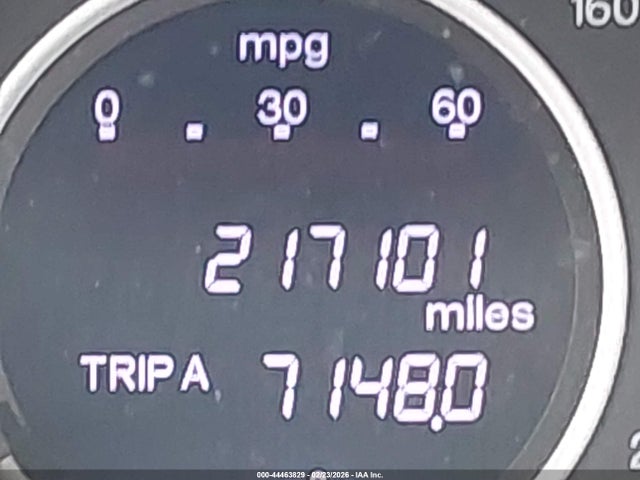 160
mpg
0 . 30 . 60
217101
miles
TRIP A 7148.0
000-44463829 - 02/23/2026 - IAA Inc.